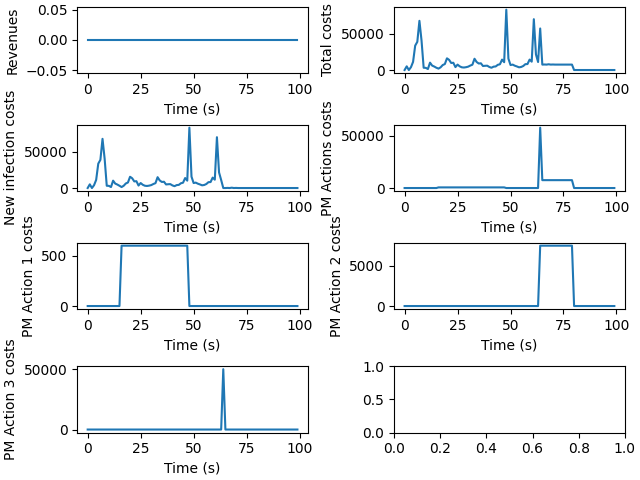 Revenues
0.05
0.00
−0.05
0 25 50 75 100
Time (s)
Total costs
50000
0
0 25 50 75 100
Time (s)
New infection costs
50000
0
0 25 50 75 100
Time (s)
PM Actions costs
50000
0
0 25 50 75 100
Time (s)
PM Action 1 costs
500
0
0 25 50 75 100
Time (s)
PM Action 2 costs
5000
0
0 25 50 75 100
Time (s)
PM Action 3 costs
50000
0
0 25 50 75 100
Time (s)
1.0
0.5
0.0
0.0 0.2 0.4 0.6 0.8 1.0